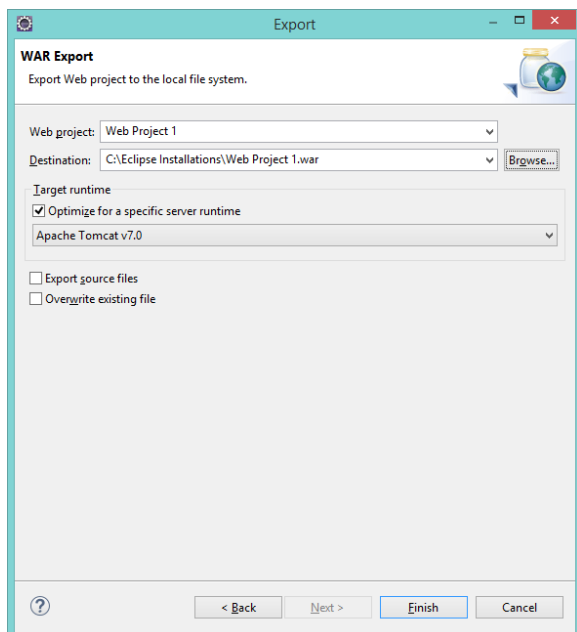 Export
WAR Export
Export Web project to the local file system.
Web project: Web Project 1
Destination: C:\Eclipse Installations\Web Project 1.war Browse...
Target runtime
Optimize for a specific server runtime
Apache Tomcat v7.0
Export source files
Overwrite existing file
? < Back Next > Finish Cancel